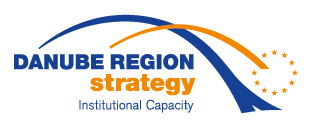 DANUBE REGION
strategy
Institutional Capacity